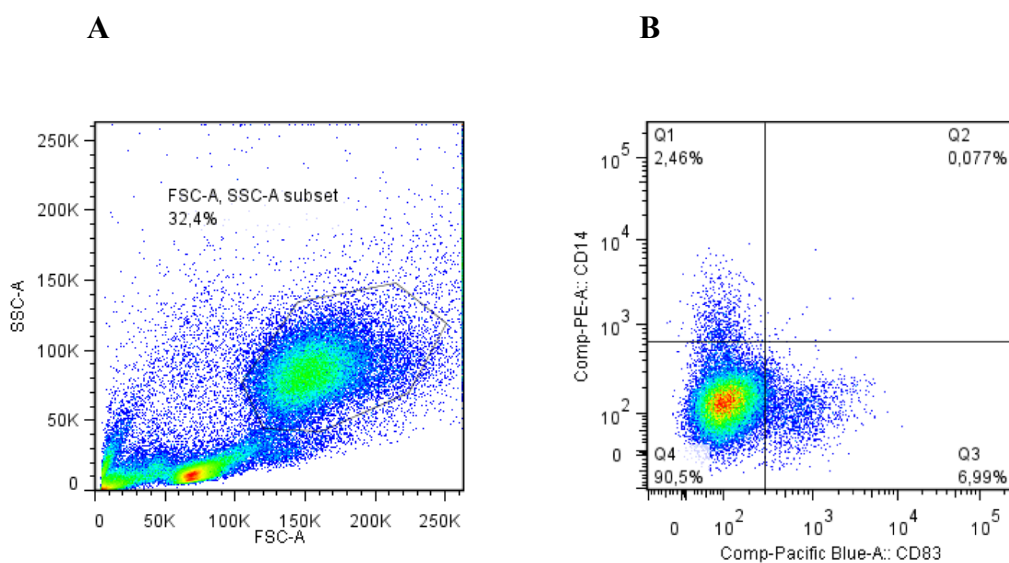 A
B
250K
200K
150K
100K
50K
0
SSC-A
FSC-A, SSC-A subset
32,4%
0 50K 100K 150K 200K 250K
FSC-A
Q1
2,46%
Q2
0,077%
10^5
10^4
10^3
10^2
0
Comp-PE-A:: CD14
Q4
90,5%
Q3
6,99%
0 10^2 10^3 10^4 10^5
Comp-Pacific Blue-A:: CD83